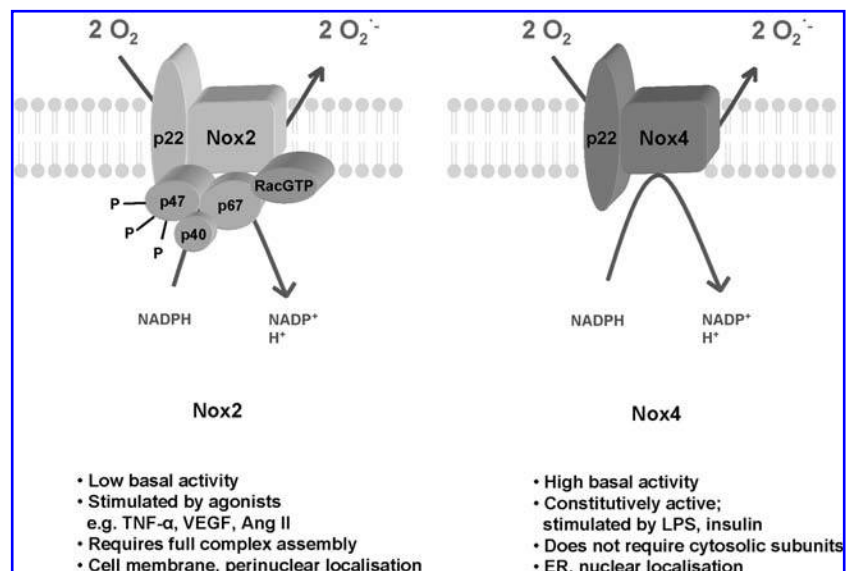 2 O₂ 2 O₂˙⁻
p22 Nox2
RacGTP
p47 p67
P
P p40
P
NADPH NADP⁺
H⁺
Nox2
• Low basal activity
• Stimulated by agonists
e.g. TNF-α, VEGF, Ang II
• Requires full complex assembly
• Cell membrane, perinuclear localisation
2 O₂ 2 O₂˙⁻
p22 Nox4
NADPH NADP⁺
H⁺
Nox4
• High basal activity
• Constitutively active;
stimulated by LPS, insulin
• Does not require cytosolic subunits
• ER, nuclear localisation